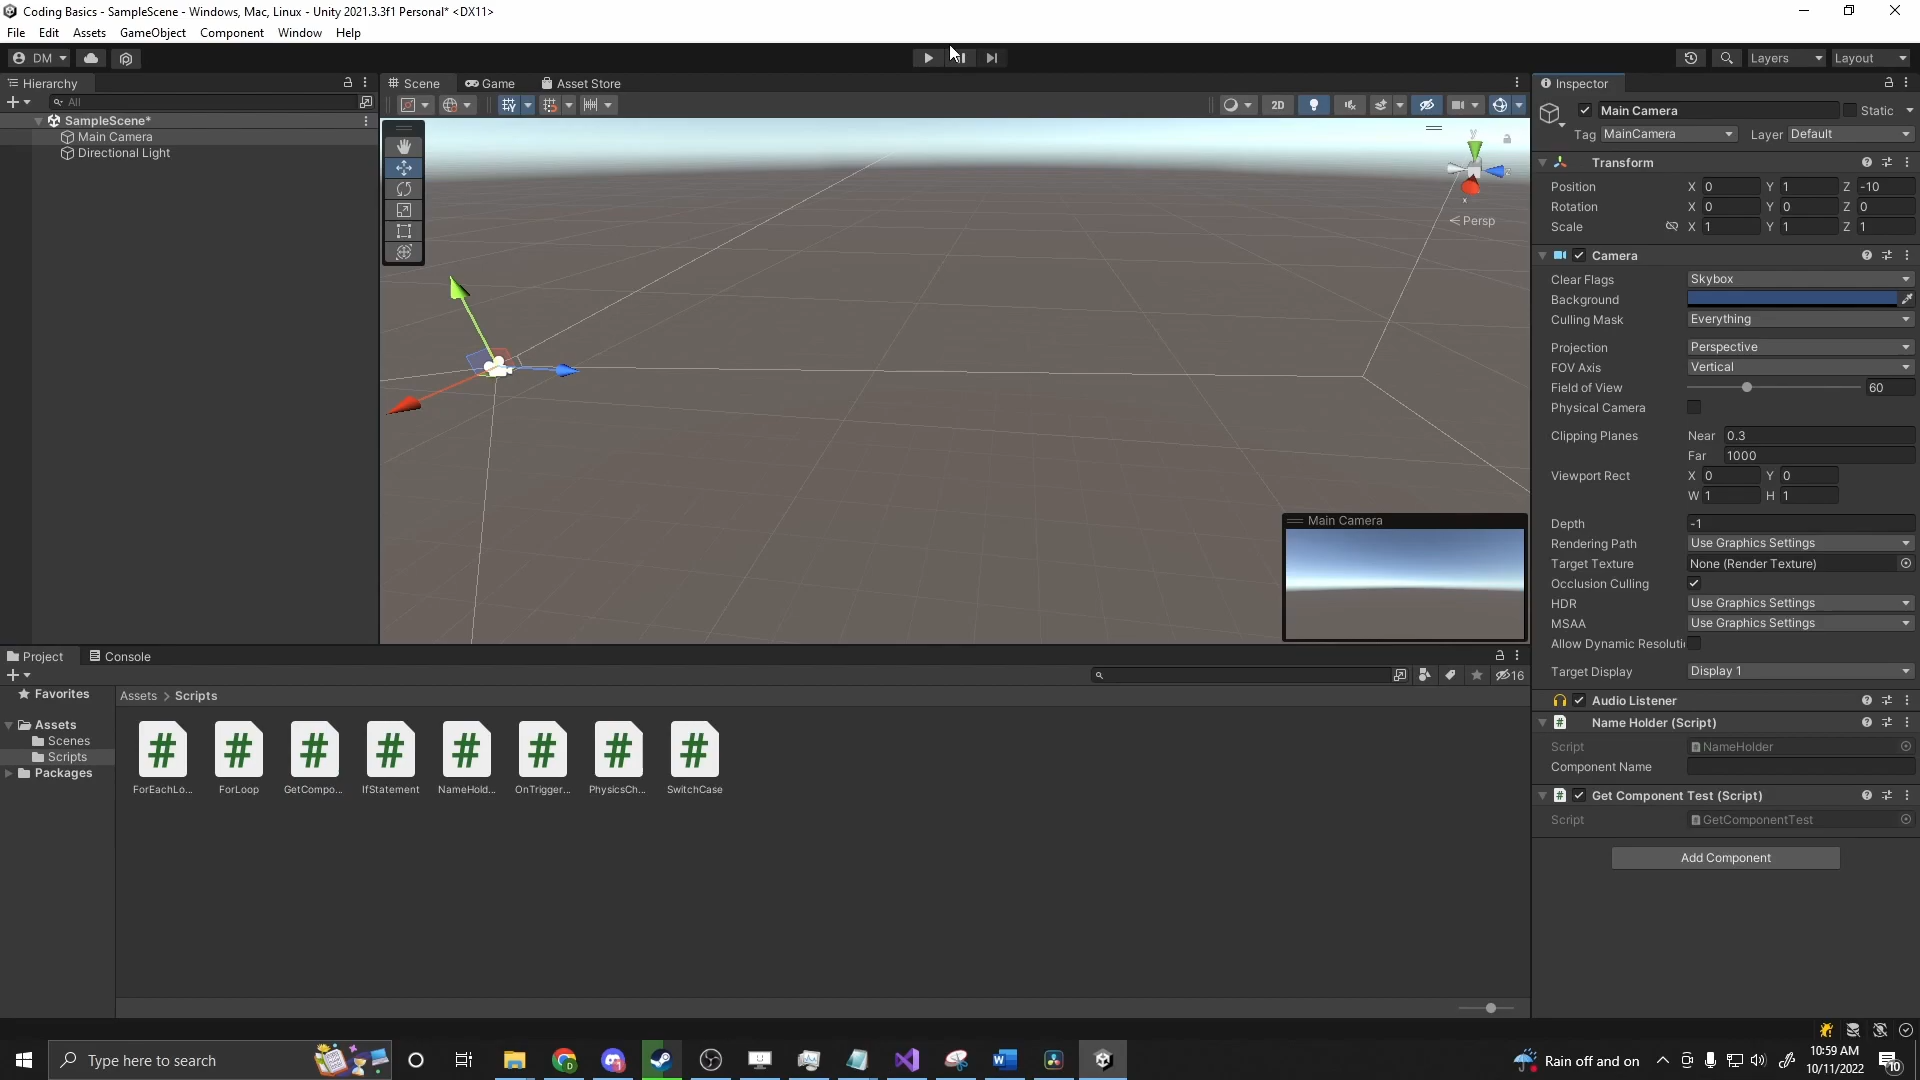 Coding Basics - SampleScene - Windows, Mac, Linux - Unity 2021.3.3f1 Personal* <DX11>
File Edit Assets GameObject Component Window Help
DM
Layers
Layout
Hierarchy
All
SampleScene*
Main Camera
Directional Light
Scene Game Asset Store
2D
y
z
x
Persp
Main Camera
Inspector
Main Camera
Static
Tag MainCamera Layer Default
Transform
Position X 0 Y 1 Z -10
Rotation X 0 Y 0 Z 0
Scale X 1 Y 1 Z 1
Camera
Clear Flags Skybox
Background
Culling Mask Everything
Projection Perspective
FOV Axis Vertical
Field of View 60
Physical Camera
Clipping Planes Near 0.3
Far 1000
Viewport Rect X 0 Y 0
W 1 H 1
Depth -1
Rendering Path Use Graphics Settings
Target Texture None (Render Texture)
Occlusion Culling
HDR Use Graphics Settings
MSAA Use Graphics Settings
Allow Dynamic Resoluti
Target Display Display 1
Audio Listener
Name Holder (Script)
Script NameHolder
Component Name
Get Component Test (Script)
Script GetComponentTest
Add Component
Project Console
16
Favorites
Assets
Scenes
Scripts
Packages
Assets > Scripts
ForEachLo... ForLoop GetCompo... IfStatement NameHold... OnTrigger... PhysicsCh... SwitchCase
Type here to search
Rain off and on
10:59 AM
10/11/2022
10